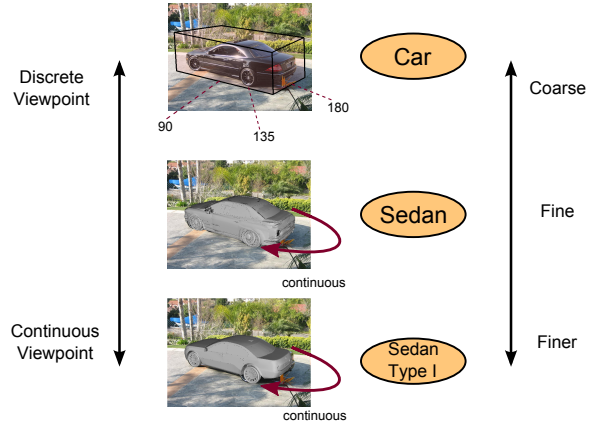 Discrete
Viewpoint
Car
Coarse
90
135
180
Sedan
Fine
continuous
Continuous
Viewpoint
Sedan
Type I
Finer
continuous